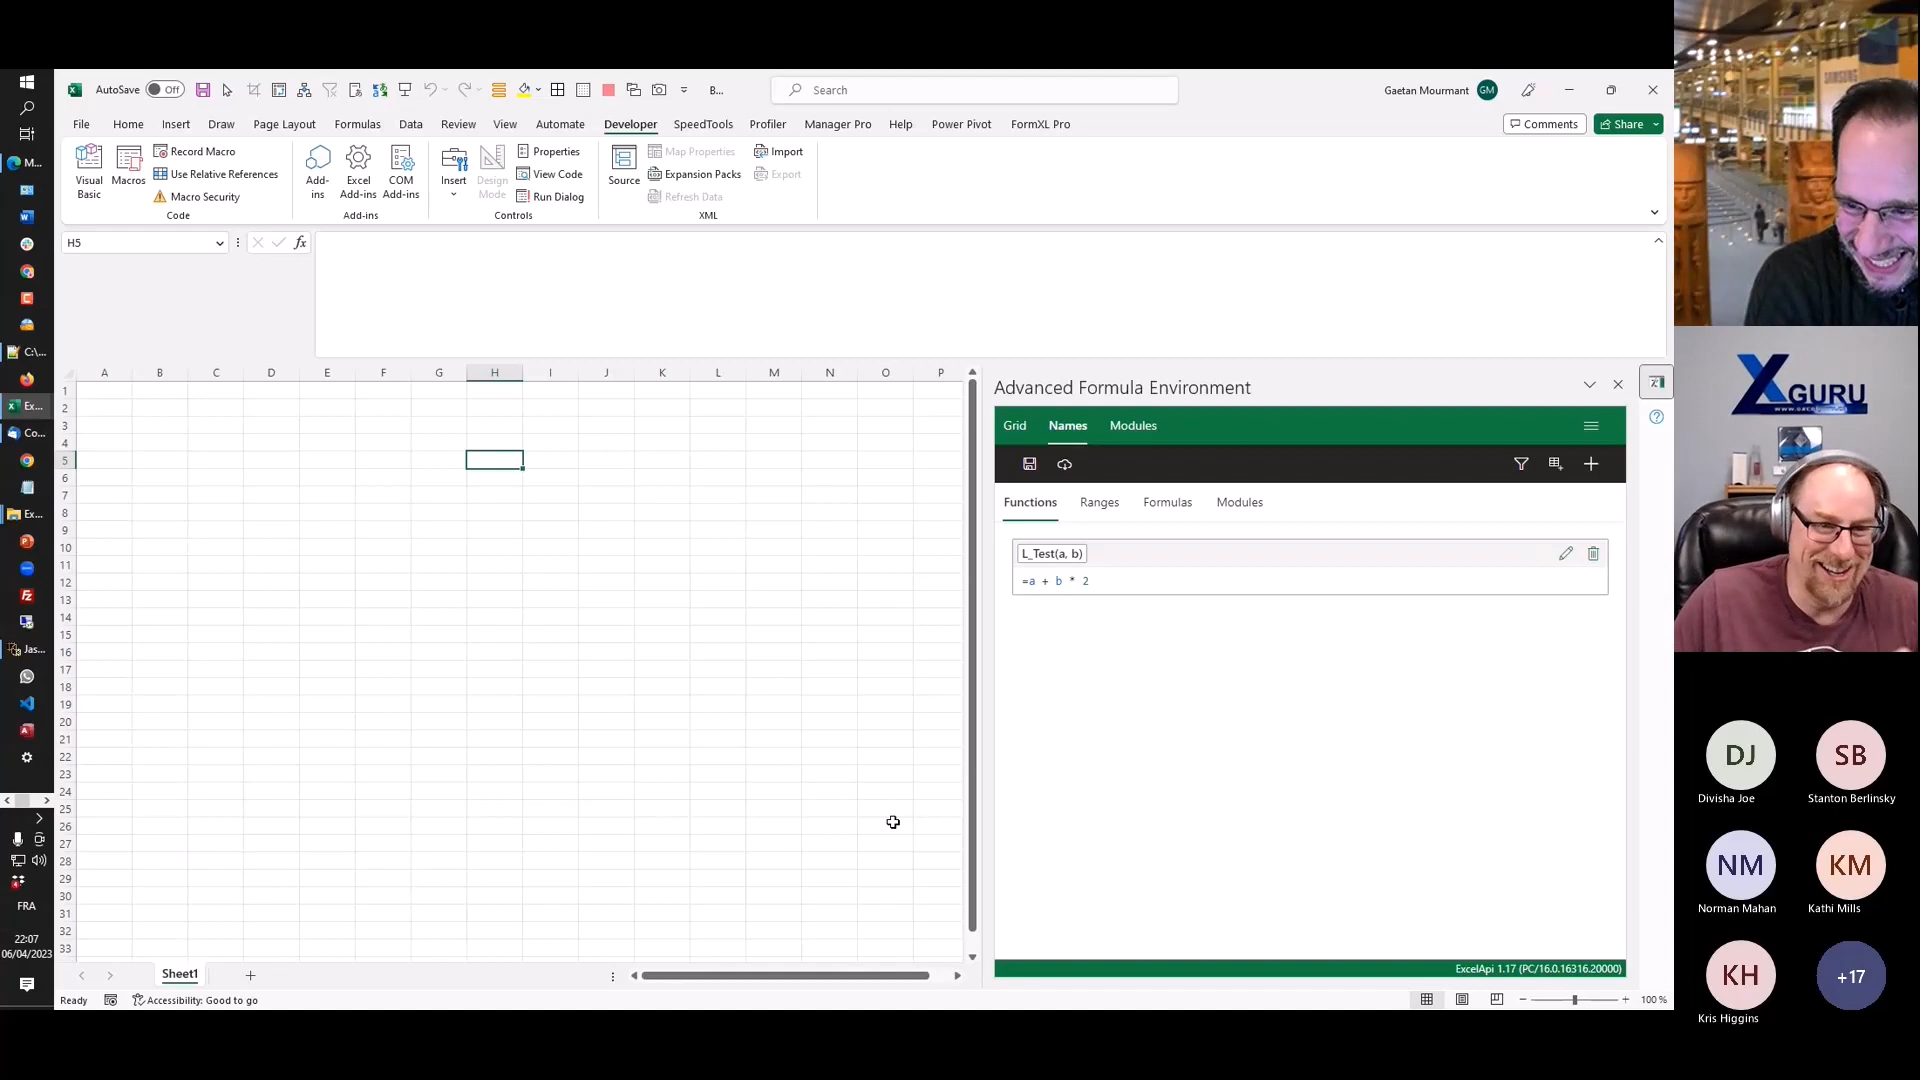 AutoSave Off B... Search Gaetan Mourmant GM
File Home Insert Draw Page Layout Formulas Data Review View Automate Developer SpeedTools Profiler Manager Pro Help Power Pivot FormXL Pro Comments Share
Visual Basic
Macros
Record Macro
Use Relative References
Macro Security
Code
Add-ins
Excel Add-ins
COM Add-ins
Add-ins
Insert
Design Mode
Properties
View Code
Run Dialog
Controls
Source
Map Properties
Expansion Packs
Refresh Data
Import
Export
XML
H5
fx
A B C D E F G H I J K L M N O P
1
2
3
4
5
6
7
8
9
10
11
12
13
14
15
16
17
18
19
20
21
22
23
24
25
26
27
28
29
30
31
32
33
Advanced Formula Environment
Grid Names Modules
Functions Ranges Formulas Modules
L_Test(a, b)
=a + b * 2
ExcelApi 1.17 (PC/16.0.16316.20000)
Sheet1
Ready Accessibility: Good to go 100 %
M...
C:\...
Ex...
Co...
Ex...
Jas...
FRA
22:07
06/04/2023
SAMSUNG
XGURU
DJ
Divisha Joe
SB
Stanton Berlinsky
NM
Norman Mahan
KM
Kathi Mills
KH
Kris Higgins
+17